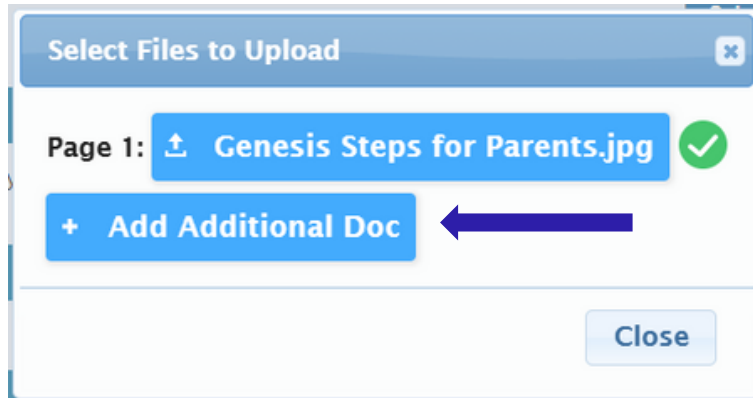 Select Files to Upload
Page 1: Genesis Steps for Parents.jpg
+ Add Additional Doc
Close